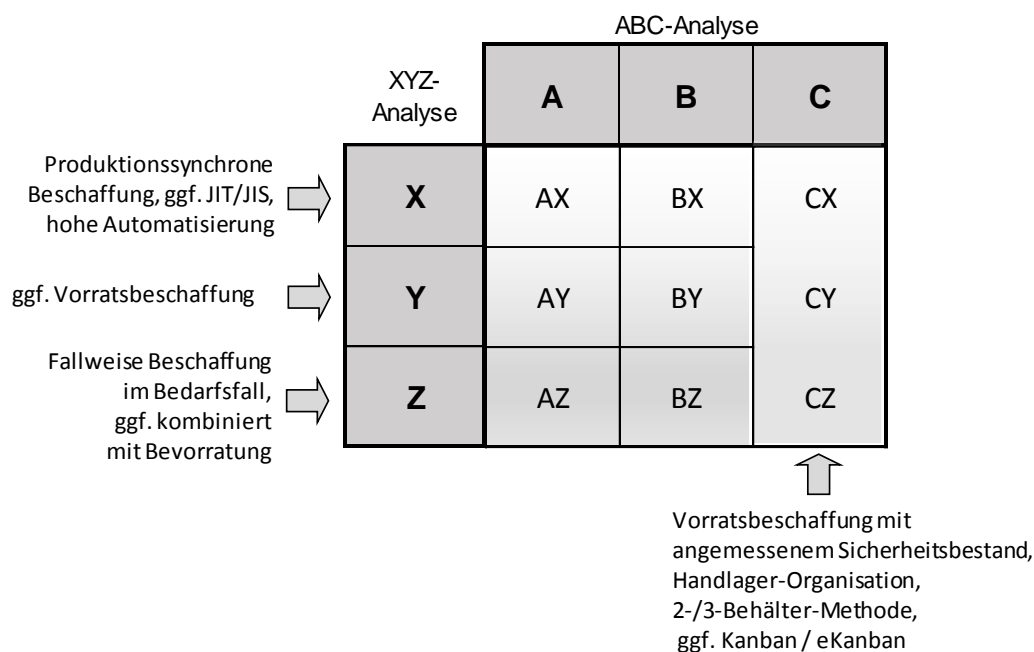 ABC-Analyse
XYZ-
Analyse
A B C
Produktionssynchrone
Beschaffung, ggf. JIT/JIS,
hohe Automatisierung
X AX BX CX
ggf. Vorratsbeschaffung
Y AY BY CY
Fallweise Beschaffung
im Bedarfsfall,
ggf. kombiniert
mit Bevorratung
Z AZ BZ CZ
Vorratsbeschaffung mit
angemessenem Sicherheitsbestand,
Handlager-Organisation,
2-/3-Behälter-Methode,
ggf. Kanban / eKanban